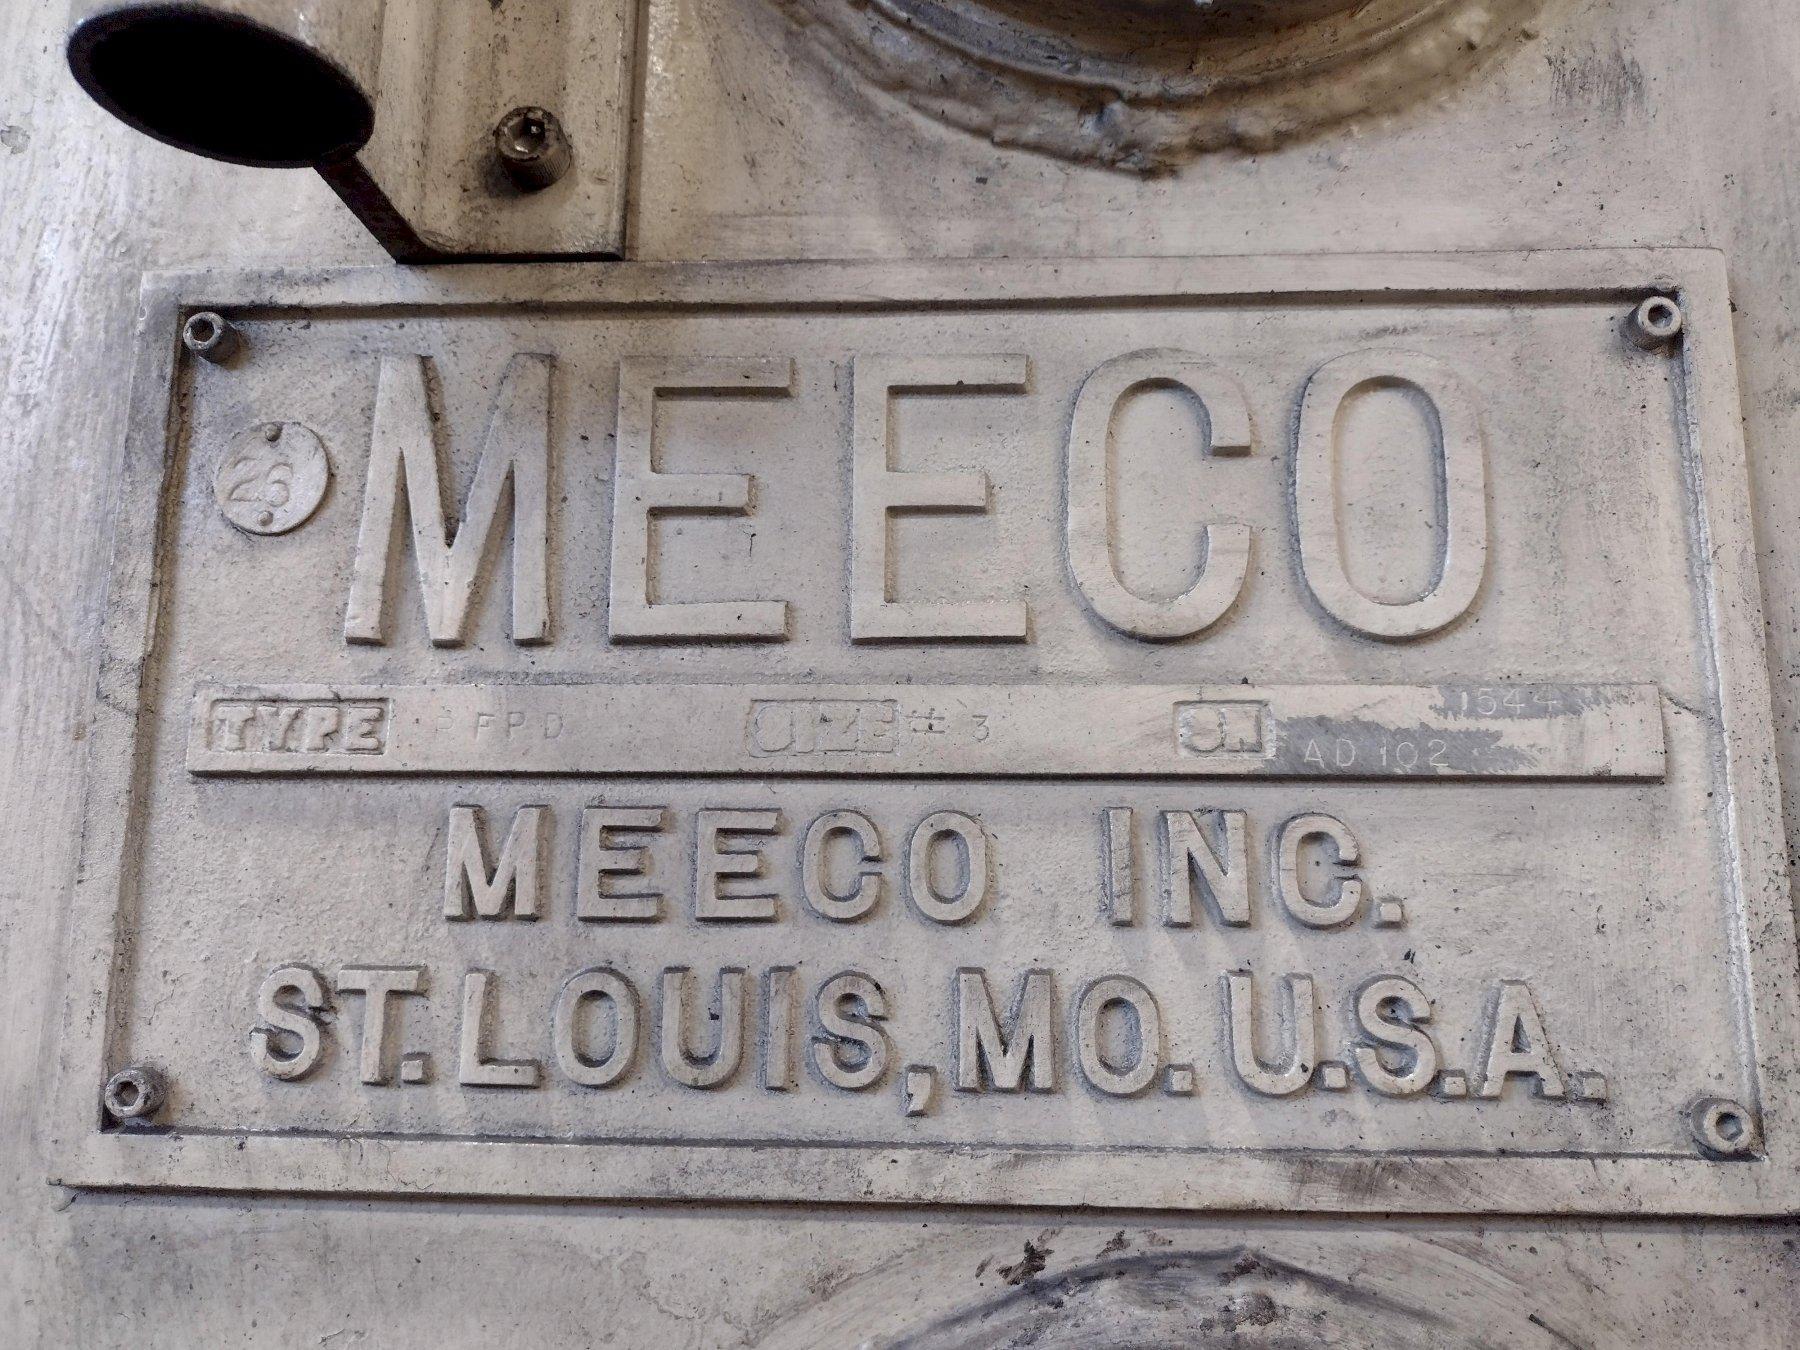 MEECO
26
TYPE PFPD SIZE # 3 SN 1544
AD 102
MEECO INC.
ST. LOUIS, MO. U.S.A.